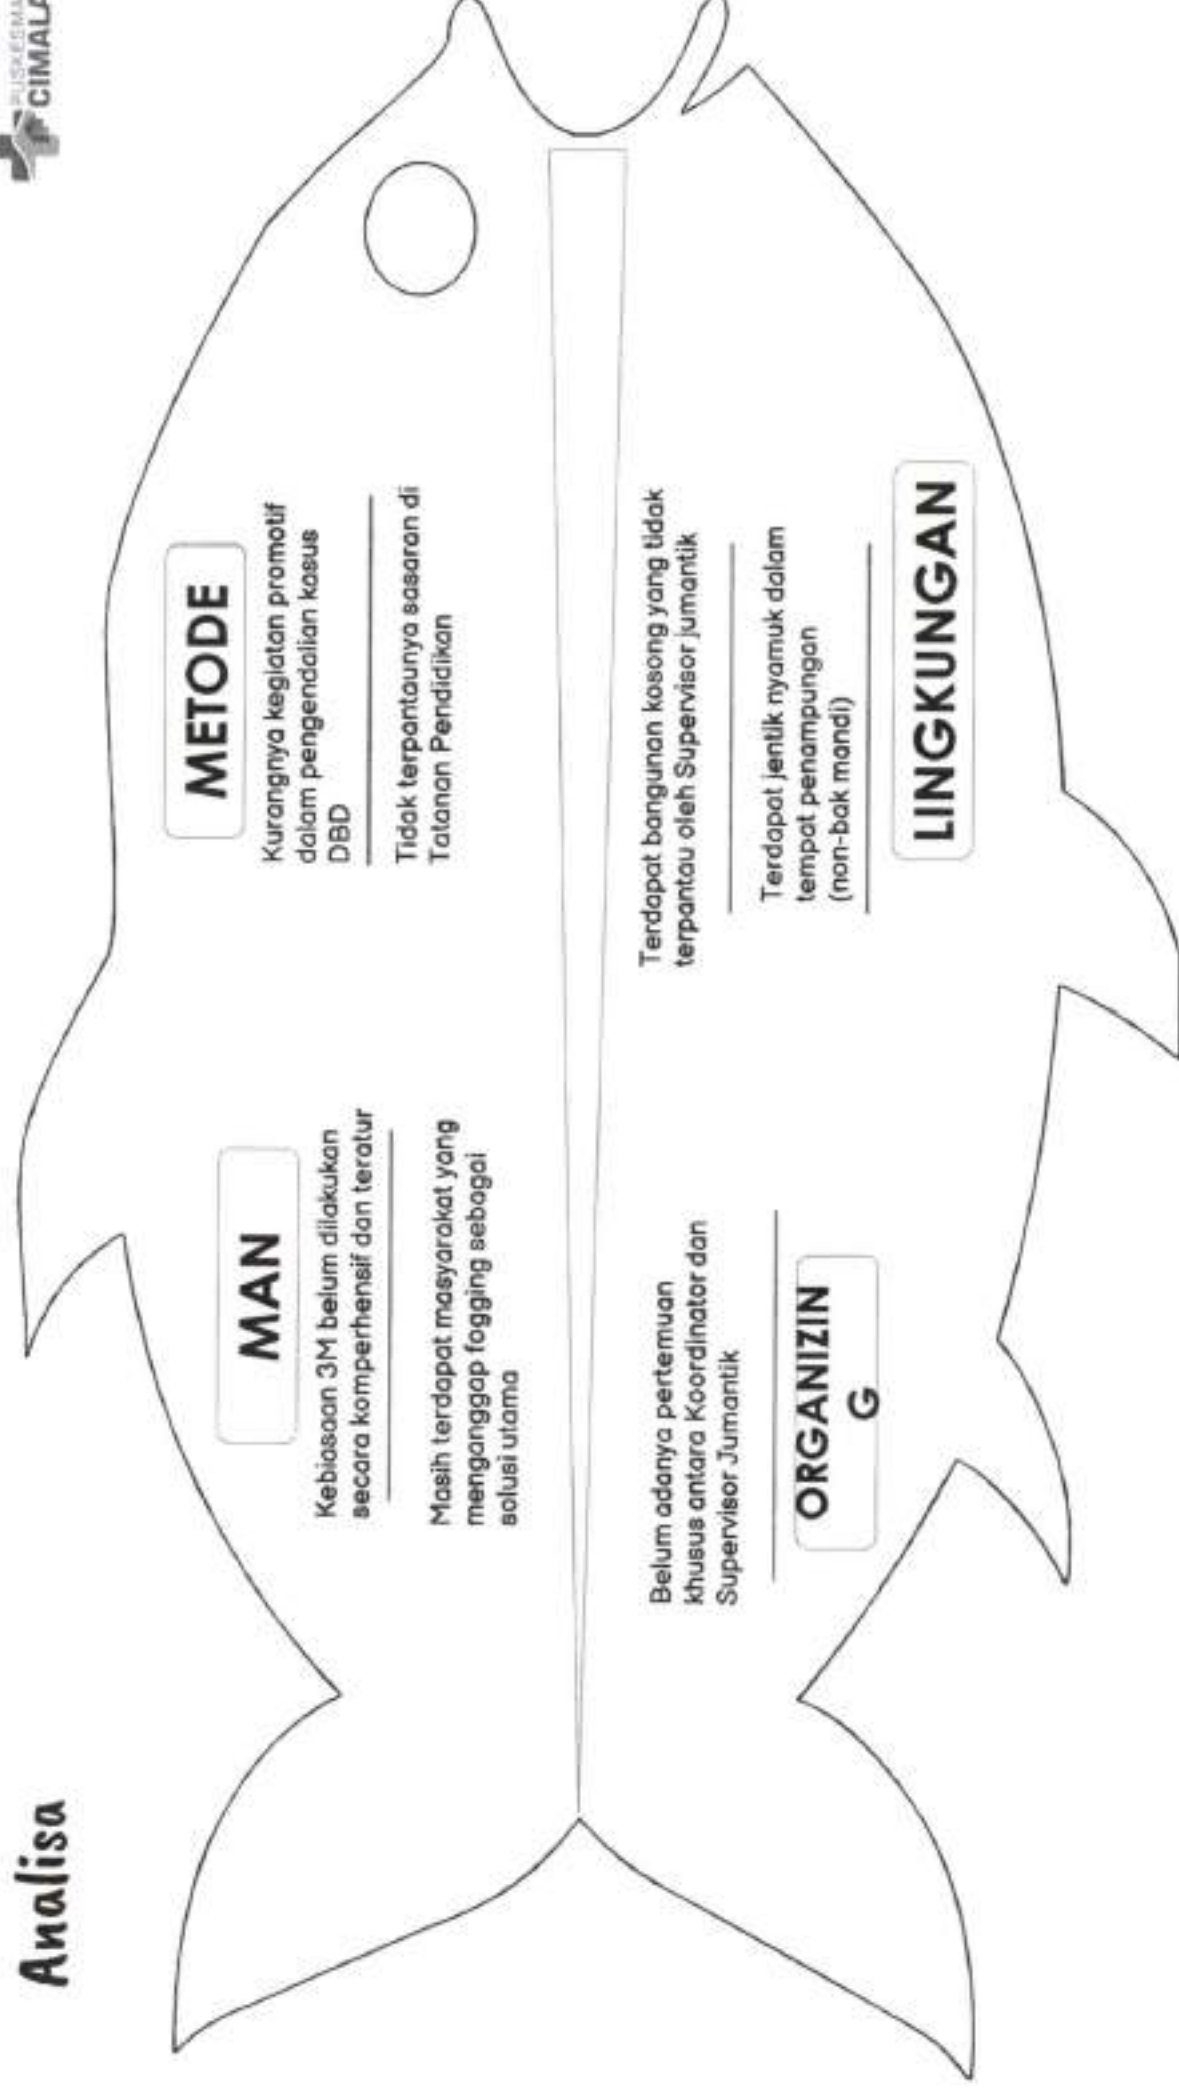 Analisa
PUSKESMA
CIMALA
MAN
Kebiasaan 3M belum dilakukan
secara komperhensif dan teratur
Masih terdapat masyarakat yang
menganggap fogging sebagai
solusi utama
METODE
Kurangnya kegiatan promotif
dalam pengendalian kasus
DBD
Tidak terpantaunya sasaran di
Tatanan Pendidikan
Belum adanya pertemuan
khusus antara Koordinator dan
Supervisor Jumantik
ORGANIZIN
G
Terdapat bangunan kosong yang tidak
terpantau oleh Supervisor jumantik
Terdapat jentik nyamuk dalam
tempat penampungan
(non-bak mandi)
LINGKUNGAN